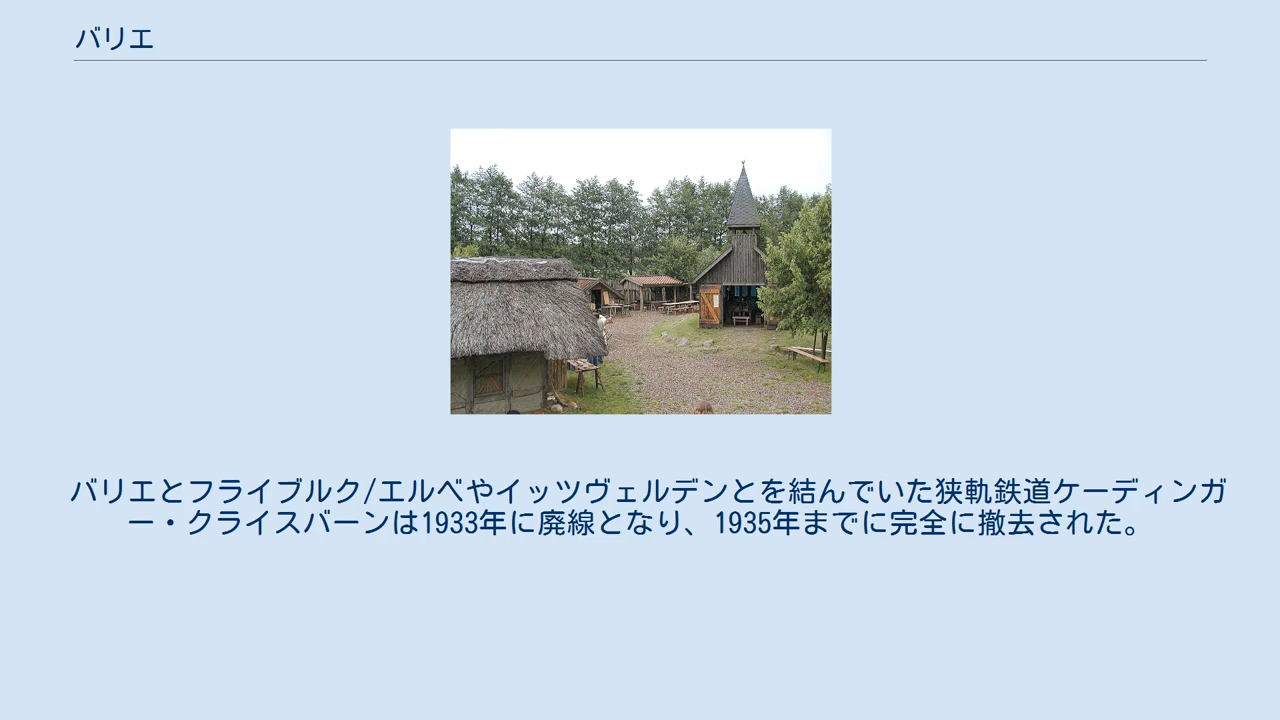 バリエ
バリエとフライブルク/エルベやイッツヴェルデンとを結んでいた狭軌鉄道ケーディンガ
ー・クライスバーンは1933年に廃線となり、1935年までに完全に撤去された。